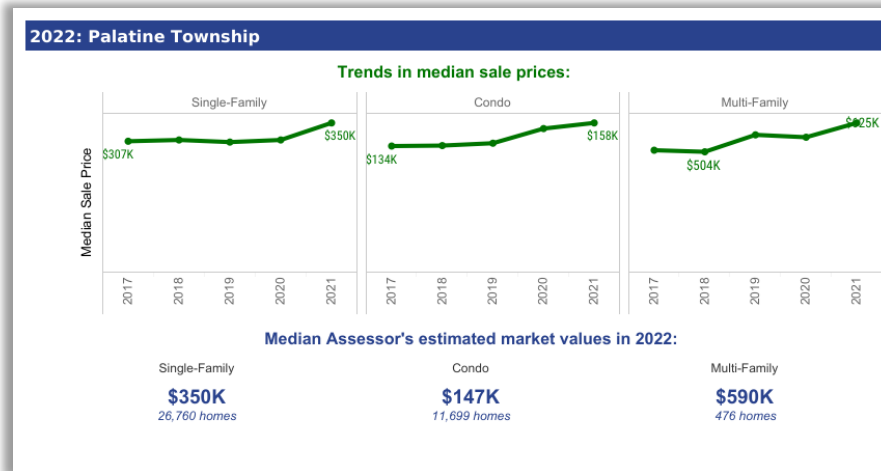 2022: Palatine Township
Trends in median sale prices:
Single-Family Condo Multi-Family
Median Sale Price
$307K $350K $134K $158K $504K $625K
2017 2018 2019 2020 2021 2017 2018 2019 2020 2021 2017 2018 2019 2020 2021
Median Assessor's estimated market values in 2022:
Single-Family Condo Multi-Family
$350K $147K $590K
26,760 homes 11,699 homes 476 homes